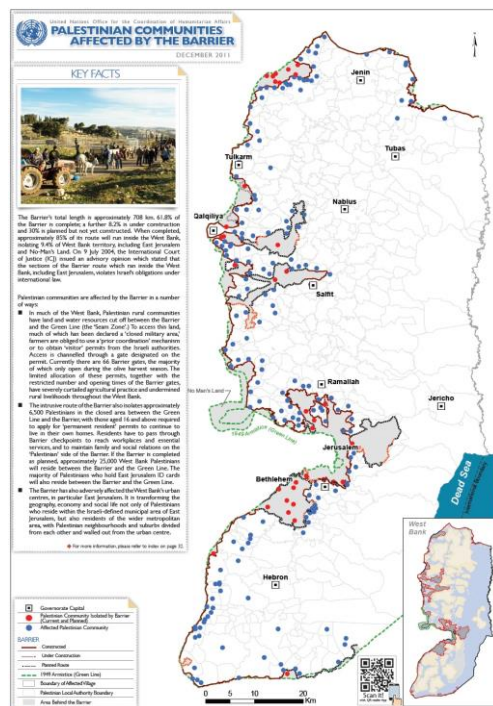 United Nations Office for the Coordination of Humanitarian Affairs
PALESTINIAN COMMUNITIES
AFFECTED BY THE BARRIER
DECEMBER 2011
KEY FACTS
The Barrier's total length is approximately 708 km. 61.8% of
the Barrier is complete; a further 8.2% is under construction
and 30% is planned but not yet constructed. When completed,
approximately 85% of its route will run inside the West Bank,
isolating 9.4% of West Bank territory, including East Jerusalem
and No-Man's Land. On 9 July 2004, the International Court
of Justice (ICJ) issued an advisory opinion which stated that
the sections of the Barrier route which run inside the West
Bank, including East Jerusalem, violates Israel's obligations under
international law.
Palestinian communities are affected by the Barrier in a number
of ways:
In much of the West Bank, Palestinian rural communities
have land and water resources cut off between the Barrier
and the Green Line (the 'Seam Zone'.) To access this land,
much of which has been declared a 'closed military area,'
farmers are obliged to use a 'prior coordination' mechanism
or to obtain 'visitor' permits from the Israeli authorities.
Access is channelled through a gate designated on the
permit. Currently there are 66 Barrier gates, the majority
of which only open during the olive harvest season. The
limited allocation of these permits, together with the
restricted number and opening times of the Barrier gates,
have severely curtailed agricultural practice and undermined
rural livelihoods throughout the West Bank.
The intrusive route of the Barrier also isolates approximately
6,500 Palestinians in the closed area between the Green
Line and the Barrier, with those aged 16 and above required
to apply for 'permanent resident' permits to continue to
live in their own homes. Residents have to pass through
Barrier checkpoints to reach workplaces and essential
services, and to maintain family and social relations on the
'Palestinian' side of the Barrier. If the Barrier is completed
as planned, approximately 25,000 West Bank Palestinians
will reside between the Barrier and the Green Line. The
majority of Palestinians who hold East Jerusalem ID cards
will also reside between the Barrier and the Green Line.
The Barrier has also adversely affected the West Bank's urban
centres, in particular East Jerusalem. It is transforming the
geography, economy and social life not only of Palestinians
who reside within the Israeli-defined municipal area of East
Jerusalem, but also residents of the wider metropolitan
area, with Palestinian neighbourhoods and suburbs divided
from each other and walled out from the urban centre.
For more information, please refer to index on page
Governorate Capital
Palestinian Community Isolated by Barrier
(Current and Planned)
Affected Palestinian Community
BARRIER
Constructed
Under Construction
Planned Route
1949 Armistice (Green Line)
Boundary of Affected Village
Palestinian Local Authority Boundary
Area Behind the Barrier
Jenin
Tubas
Tulkarm
Nablus
Qalqiliya
Salfit
No Man's Land
Ramallah
Jericho
1949 Armistice (Green Line)
Jerusalem
Bethlehem
Dead Sea
International Boundary
Hebron
0 5 10 20
Km
Scan it!
West
Bank